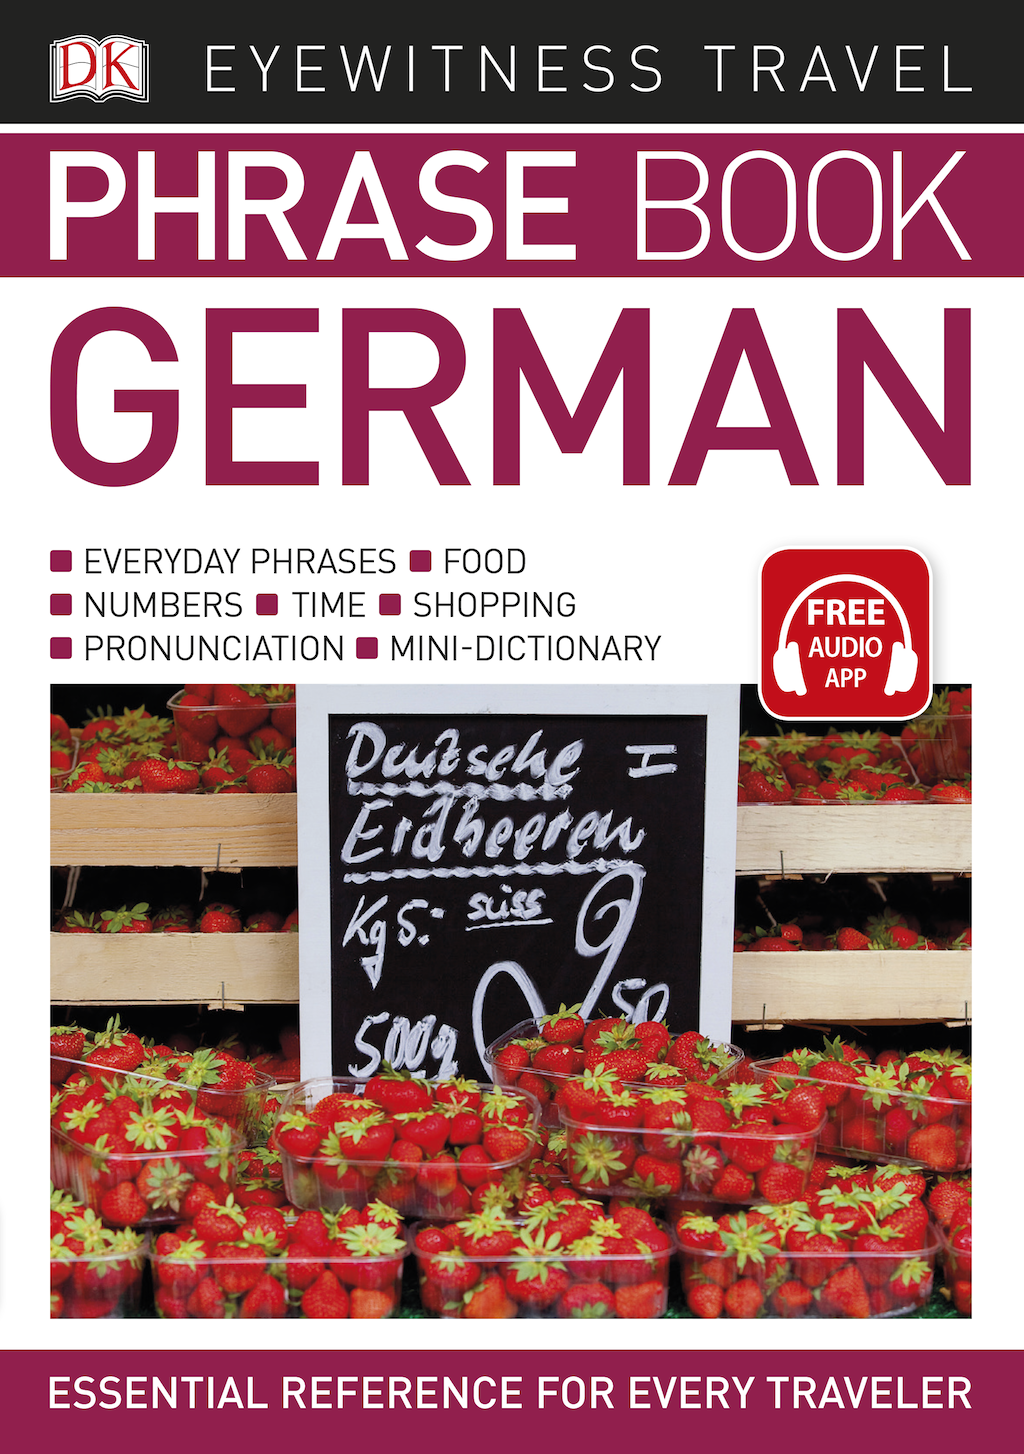 DK EYEWITNESS TRAVEL
PHRASE BOOK
GERMAN
■ EVERYDAY PHRASES ■ FOOD
■ NUMBERS ■ TIME ■ SHOPPING
■ PRONUNCIATION ■ MINI-DICTIONARY
FREE
AUDIO
APP
Deutsche I
Erdbeeren
Kg 5:- süss
9
500g 50
ESSENTIAL REFERENCE FOR EVERY TRAVELER